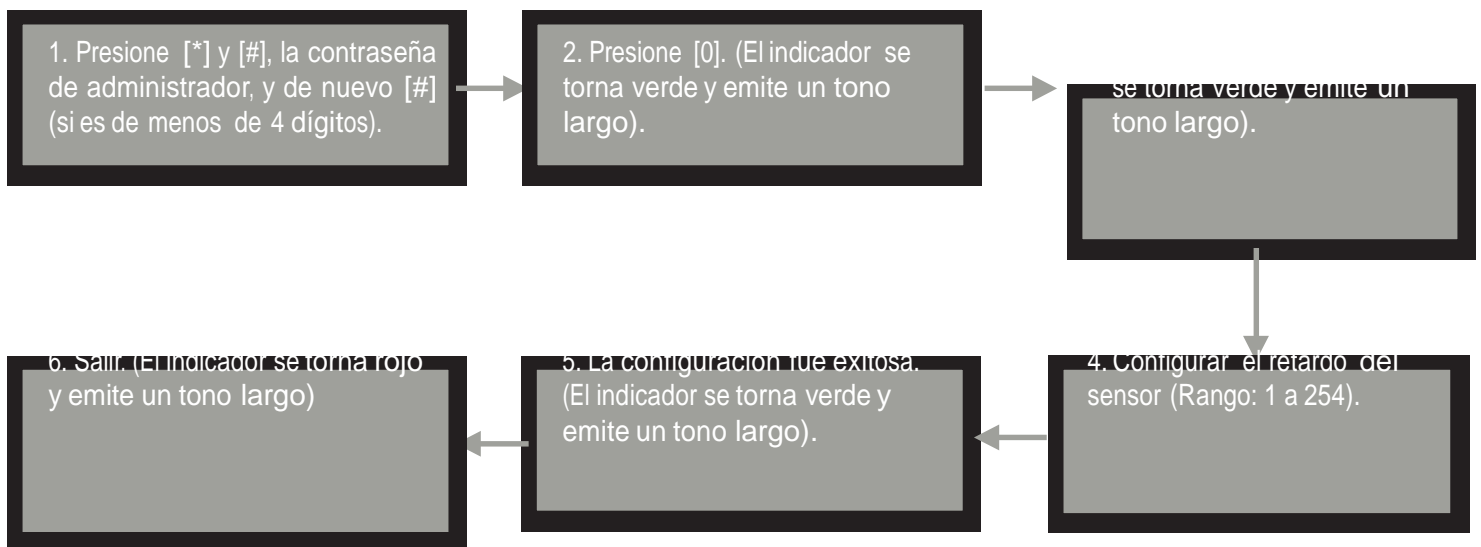 1. Presione [*] y [#], la contraseña
de administrador, y de nuevo [#]
(si es de menos de 4 dígitos).
2. Presione [0]. (El indicador se
torna verde y emite un tono
largo).
se torna verde y emite un
tono largo).
4. Configurar el retardo del
sensor (Rango: 1 a 254).
5. La configuración fue exitosa.
(El indicador se torna verde y
emite un tono largo).
6. Salir. (El indicador se torna rojo
y emite un tono largo)